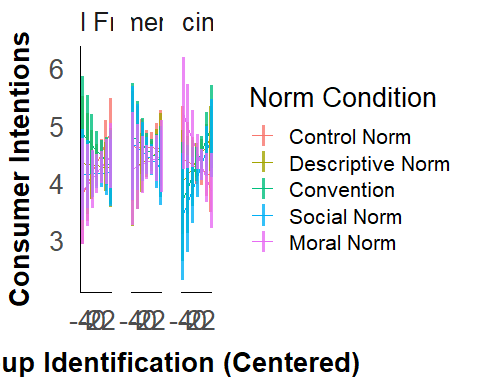 Consumer Intentions
6
5
4
3
Norm Condition
Control Norm
Descriptive Norm
Convention
Social Norm
Moral Norm
up Identification (Centered)